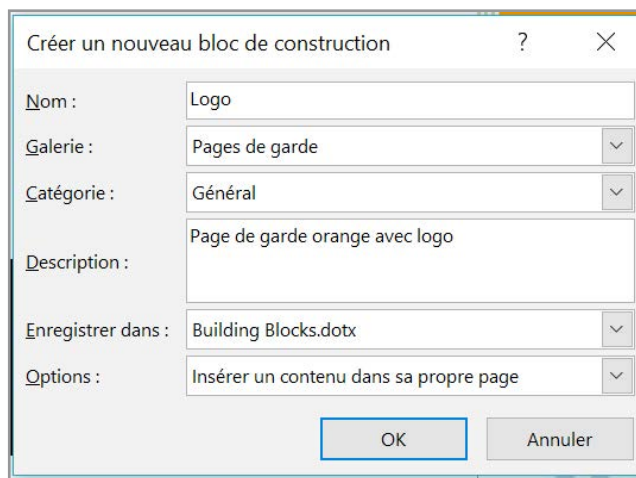 Créer un nouveau bloc de construction ?
Nom : Logo
Galerie : Pages de garde
Catégorie : Général
Description : Page de garde orange avec logo
Enregistrer dans : Building Blocks.dotx
Options : Insérer un contenu dans sa propre page
OK Annuler